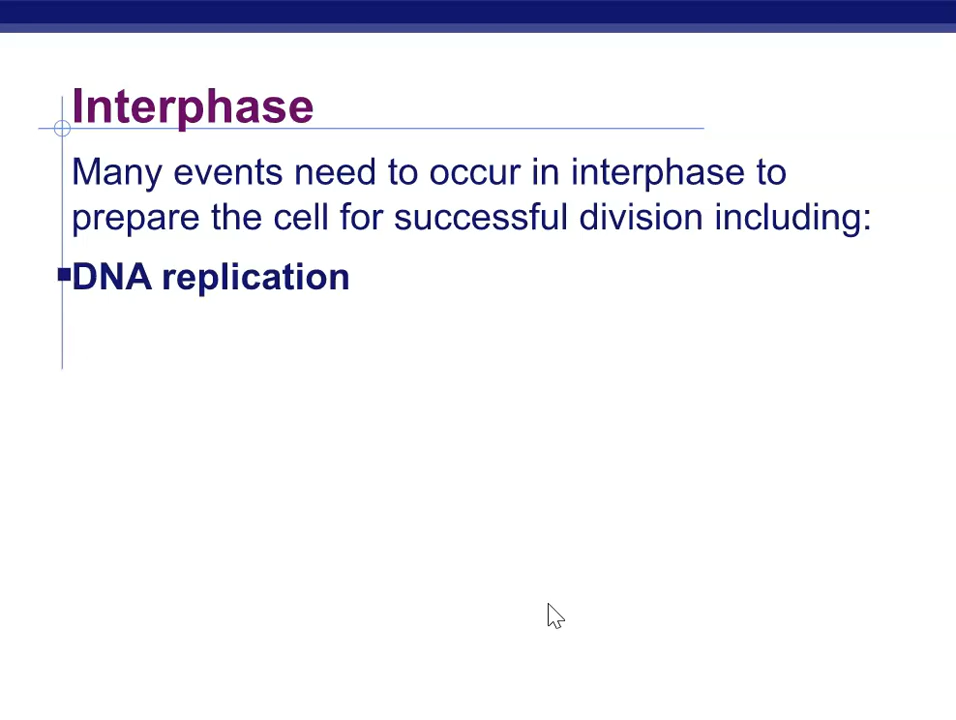 Interphase
Many events need to occur in interphase to
prepare the cell for successful division including:
▪DNA replication